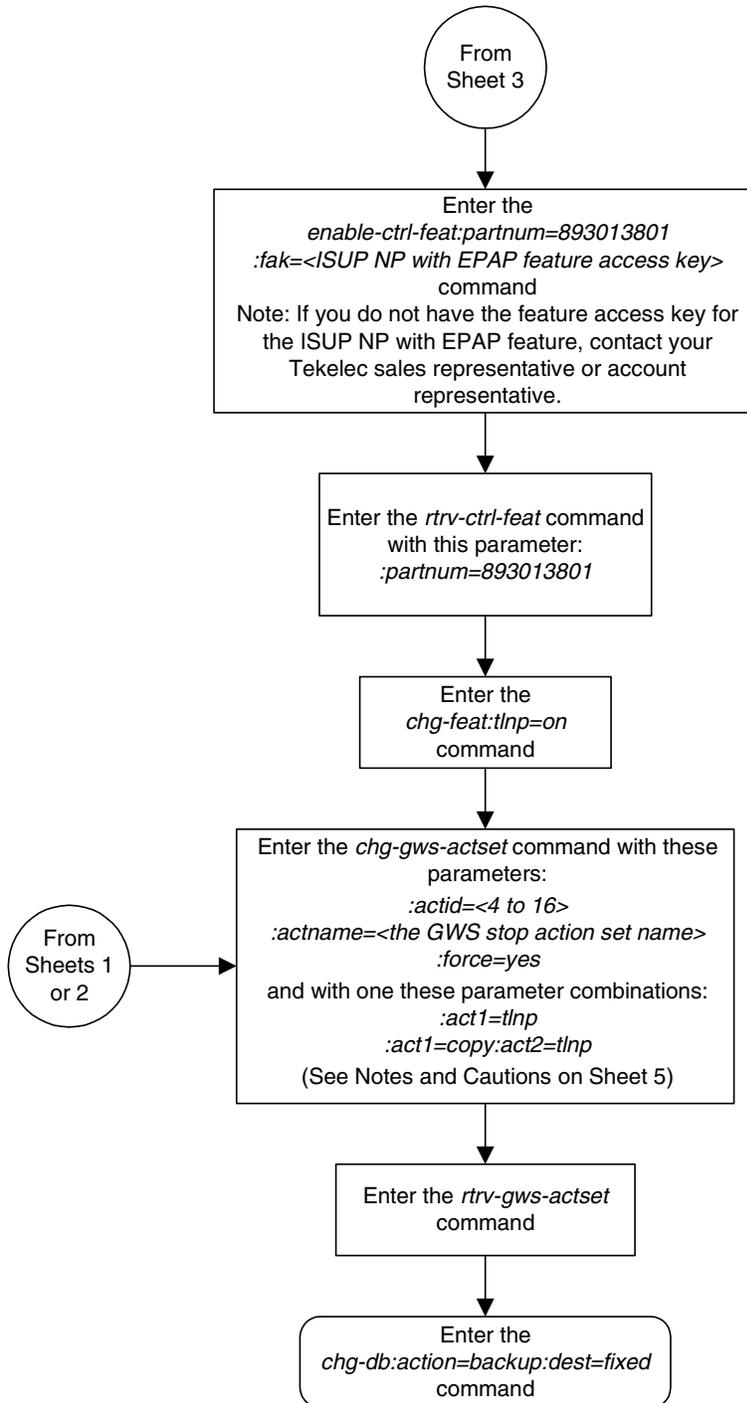 From
Sheet 3
Enter the
enable-ctrl-feat:partnum=893013801
:fak=<ISUP NP with EPAP feature access key>
command
Note: If you do not have the feature access key for
the ISUP NP with EPAP feature, contact your
Tekelec sales representative or account
representative.
Enter the rtrv-ctrl-feat command
with this parameter:
:partnum=893013801
Enter the
chg-feat:tlnp=on
command
From
Sheets 1
or 2
Enter the chg-gws-actset command with these
parameters:
:actid=<4 to 16>
:actname=<the GWS stop action set name>
:force=yes
and with one these parameter combinations:
:act1=tlnp
:act1=copy:act2=tlnp
(See Notes and Cautions on Sheet 5)
Enter the rtrv-gws-actset
command
Enter the
chg-db:action=backup:dest=fixed
command